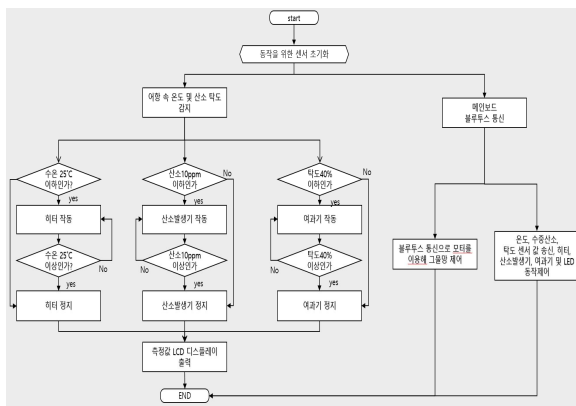 start
동작을 위한 센서 초기화
어항 속 온도 및 산소 탁도
감지
메인보드
블루투스 통신
수온 25°C
이하인가?
산소10ppm
이하인가
No
탁도40%
이하인가
No
yes
yes
yes
히터 작동
산소발생기 작동
여과기 작동
수온 25°C
이상인가?
No
산소10ppm
이상인가
No
탁도40%
이상인가
No
yes
yes
yes
히터 정지
산소발생기 정지
여과기 정지
블루투스 통신으로 모터를
이용해 그물망 제어
온도, 수중산소,
탁도 센서 값 송신, 히터,
산소발생기, 여과기 및 LED
동작제어
측정값 LCD 디스플레이
출력
END